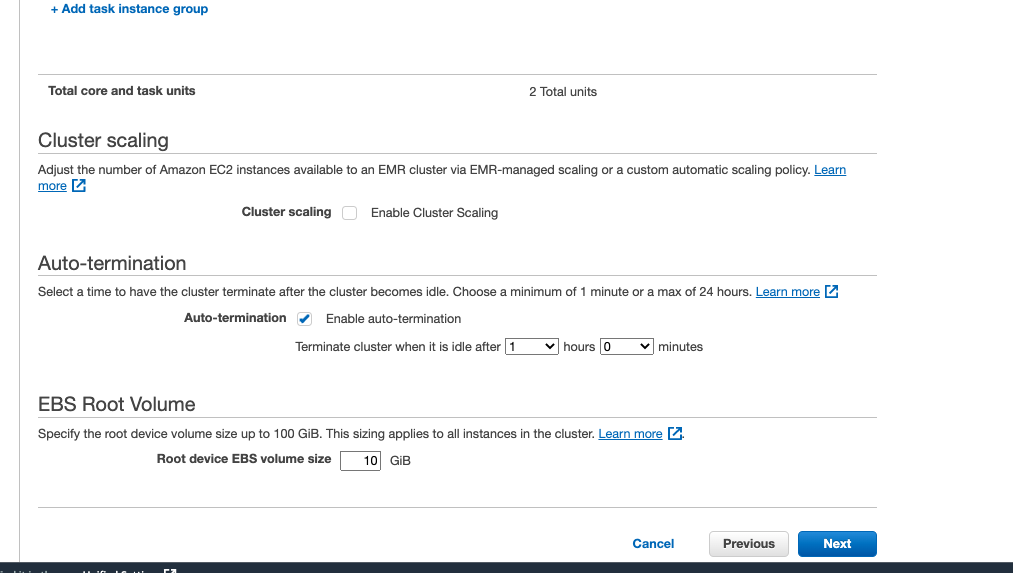 + Add task instance group
Total core and task units 2 Total units
Cluster scaling
Adjust the number of Amazon EC2 instances available to an EMR cluster via EMR-managed scaling or a custom automatic scaling policy. Learn
more
Cluster scaling Enable Cluster Scaling
Auto-termination
Select a time to have the cluster terminate after the cluster becomes idle. Choose a minimum of 1 minute or a max of 24 hours. Learn more
Auto-termination Enable auto-termination
Terminate cluster when it is idle after 1 hours 0 minutes
EBS Root Volume
Specify the root device volume size up to 100 GiB. This sizing applies to all instances in the cluster. Learn more .
Root device EBS volume size 10 GiB
Cancel Previous Next